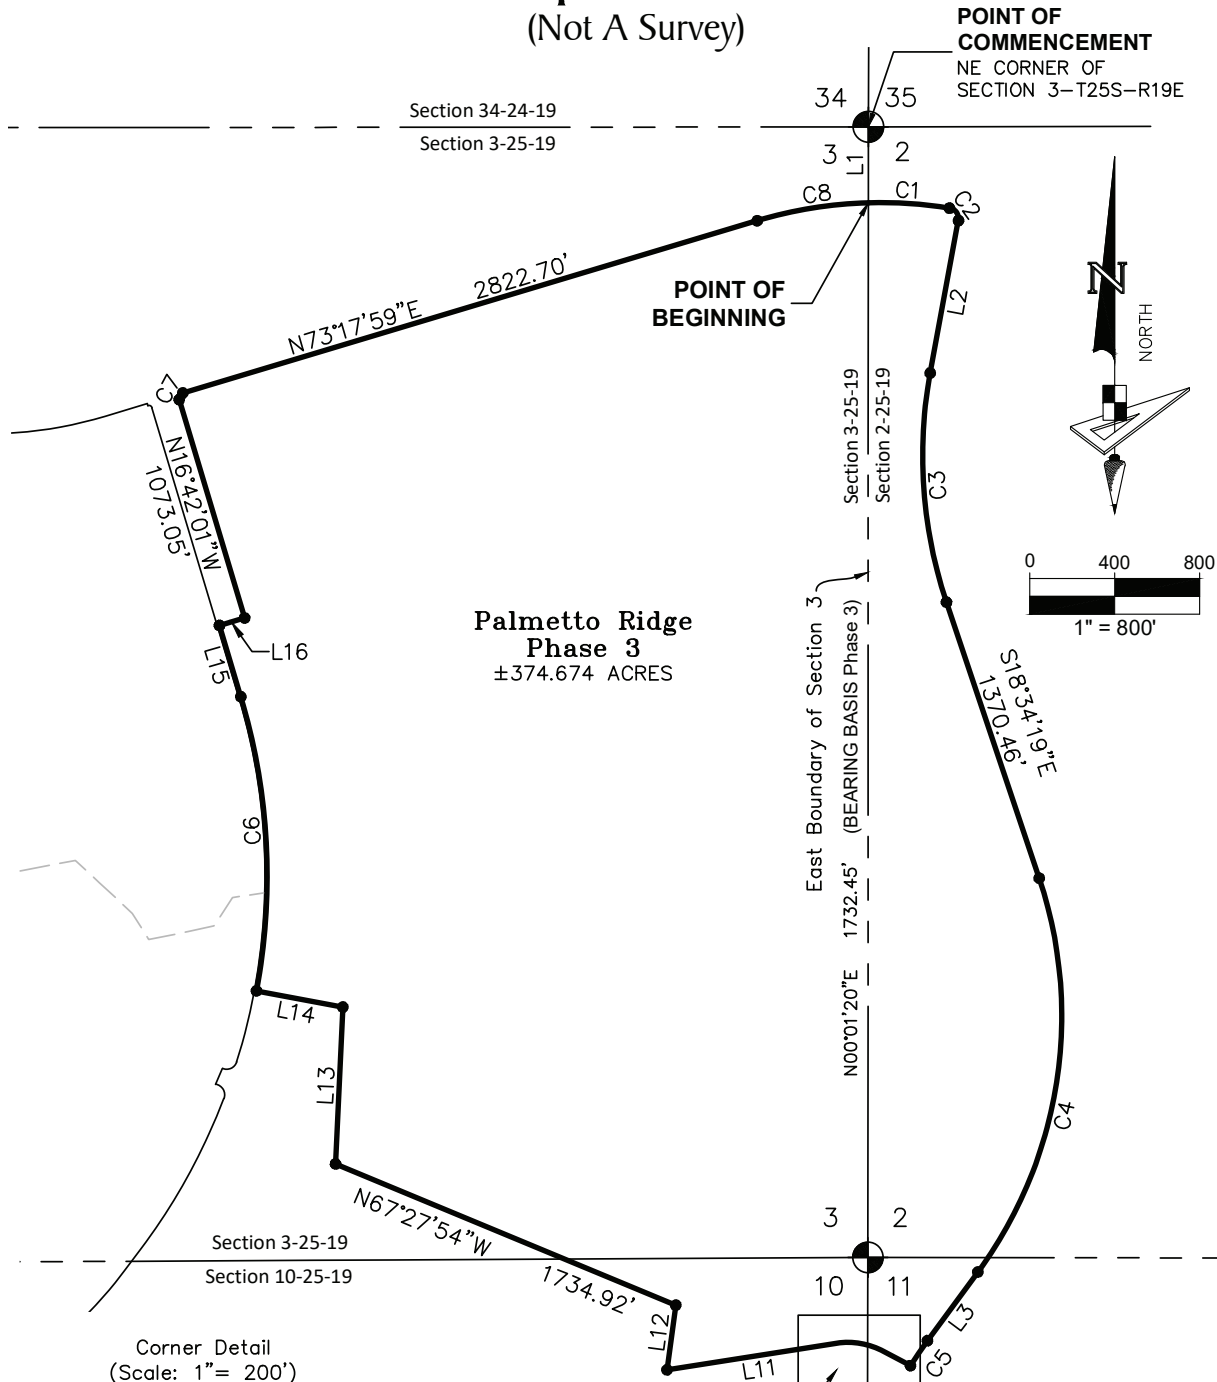 (Not A Survey)
POINT OF
COMMENCEMENT
NE CORNER OF
SECTION 3-T25S-R19E
34 35
3 2
L1
Section 34-24-19
Section 3-25-19
C8
C1
C2
N73°17'59"E
2822.70'
POINT OF
BEGINNING
L2
N
NORTH
C7
N16°42'01"W
1073.05'
Section 3-25-19
Section 2-25-19
C3
0 400 800
1" = 800'
L16
L15
Palmetto Ridge
Phase 3
±374.674 ACRES
East Boundary of Section 3
N00°01'20"E 1732.45' (BEARING BASIS Phase 3)
S18°34'19"E
1370.46'
C6
L14
L13
C4
N67°27'54"W
1734.92'
Section 3-25-19
Section 10-25-19
3 2
10 11
L12
L11
L3
C5
Corner Detail
(Scale: 1"= 200')